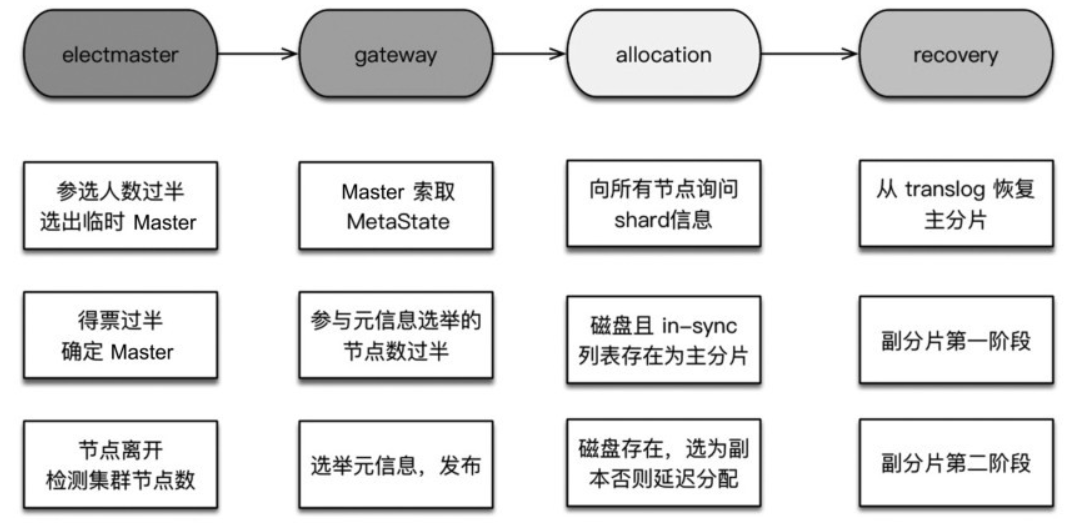 electmaster
gateway
allocation
recovery
参选人数过半
选出临时 Master
Master 索取
MetaState
向所有节点询问
shard信息
从 translog 恢复
主分片
得票过半
确定 Master
参与元信息选举的
节点数过半
磁盘且 in-sync
列表存在为主分片
副分片第一阶段
节点离开
检测集群节点数
选举元信息，发布
磁盘存在，选为副
本否则延迟分配
副分片第二阶段